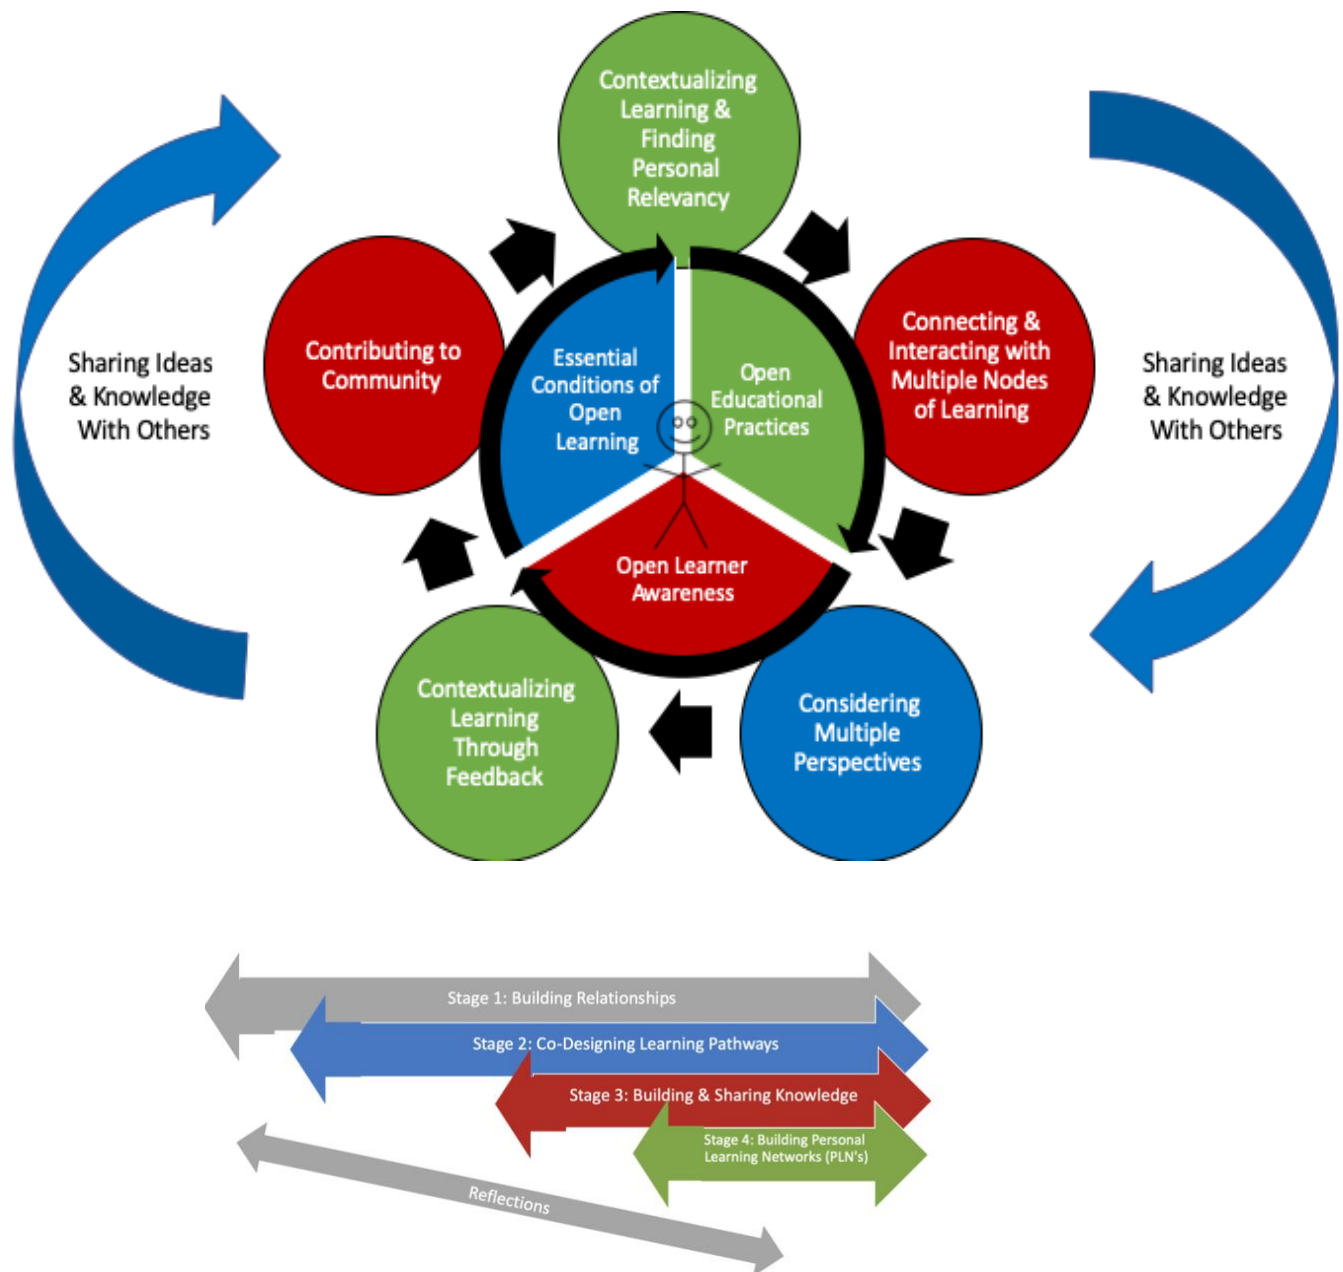 Contextualizing
Learning &
Finding
Personal
Relevancy
Contributing to
Community
Connecting &
Interacting with
Multiple Nodes
of Learning
Sharing Ideas
& Knowledge
With Others
Essential
Conditions of
Open
Learning
Open
Educational
Practices
Sharing Ideas
& Knowledge
With Others
Open Learner
Awareness
Contextualizing
Learning
Through
Feedback
Considering
Multiple
Perspectives
Stage 1: Building Relationships
Stage 2: Co-Designing Learning Pathways
Stage 3: Building & Sharing Knowledge
Stage 4: Building Personal
Learning Networks (PLN's)
Reflections